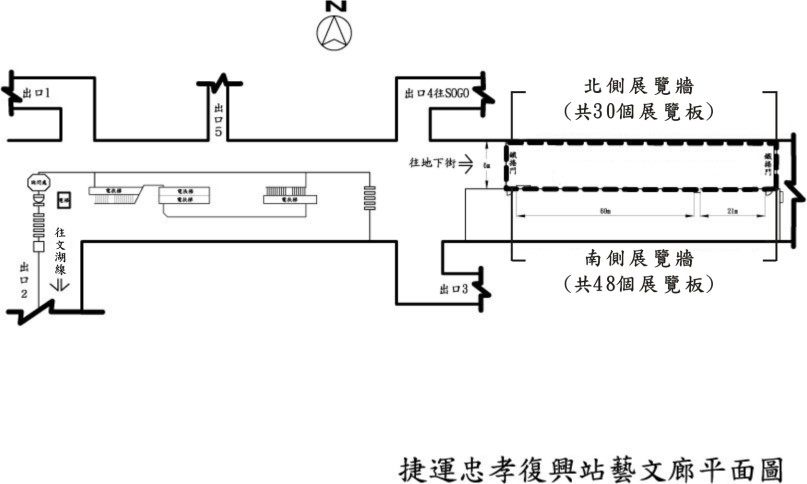 N
出口1
出口5
出口4往SOGO
北側展覽牆
(共30個展覽板)
往地下街
6m
鐵捲門
鐵捲門
詢問處
電梯
電扶梯
電扶梯
電扶梯
電扶梯
60m
21m
往文湖線
出口2
出口3
南側展覽牆
(共48個展覽板)
捷運忠孝復興站藝文廊平面圖